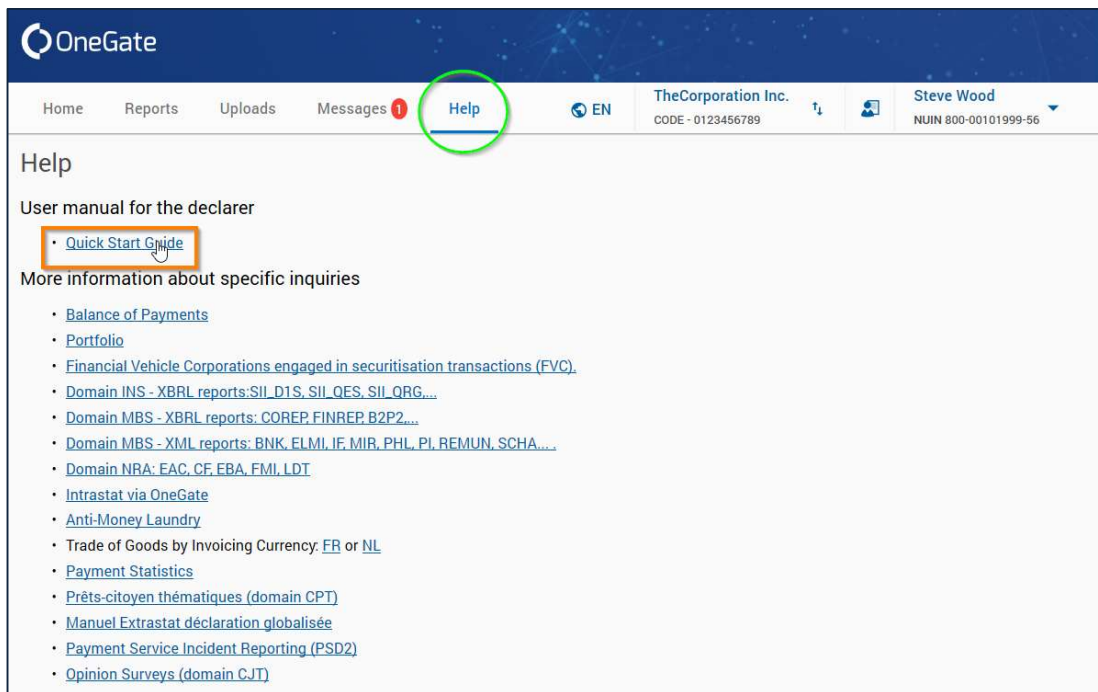 OneGate
Home Reports Uploads Messages 1 Help EN TheCorporation Inc. Steve Wood
CODE - 0123456789 NUIN 800-00101999-56
Help
User manual for the declarer
• Quick Start Guide
More information about specific inquiries
• Balance of Payments
• Portfolio
• Financial Vehicle Corporations engaged in securitisation transactions (FVC).
• Domain INS - XBRL reports:SII_D1S, SII_QES, SII_QRG,...
• Domain MBS - XBRL reports: COREP, FINREP, B2P2,...
• Domain MBS - XML reports: BNK, ELMI, IF, MIR, PHL, PI, REMUN, SCHA... .
• Domain NRA: EAC, CF, EBA, FMI, LDT
• Intrastat via OneGate
• Anti-Money Laundry
• Trade of Goods by Invoicing Currency: FR or NL
• Payment Statistics
• Prêts-citoyen thématiques (domain CPT)
• Manuel Extrastat déclaration globalisée
• Payment Service Incident Reporting (PSD2)
• Opinion Surveys (domain CJT)